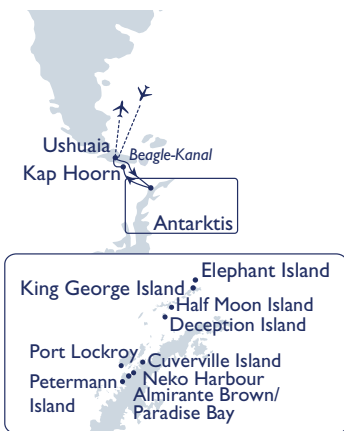 Ushuaia
Beagle-Kanal
Kap Hoorn
Antarktis
Elephant Island
King George Island
Half Moon Island
Deception Island
Port Lockroy
Cuverville Island
Petermann
Island
Neko Harbour
Almirante Brown/
Paradise Bay